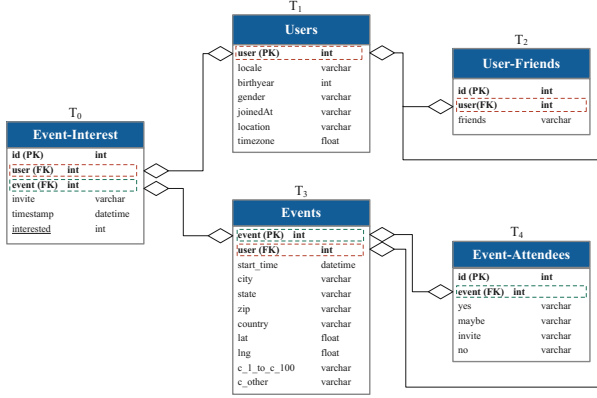 T0
Event-Interest
id (PK) int
user (FK) int
event (FK) int
invite varchar
timestamp datetime
interested int
T1
Users
user (PK) int
locale varchar
birthyear int
gender varchar
joinedAt varchar
location varchar
timezone float
T2
User-Friends
id (PK) int
user(FK) int
friends varchar
T3
Events
event (PK) int
user (FK) int
start_time datetime
city varchar
state varchar
zip varchar
country varchar
lat float
lng float
c_1_to_c_100 varchar
c_other varchar
T4
Event-Attendees
id (PK) int
event (FK) int
yes varchar
maybe varchar
invite varchar
no varchar